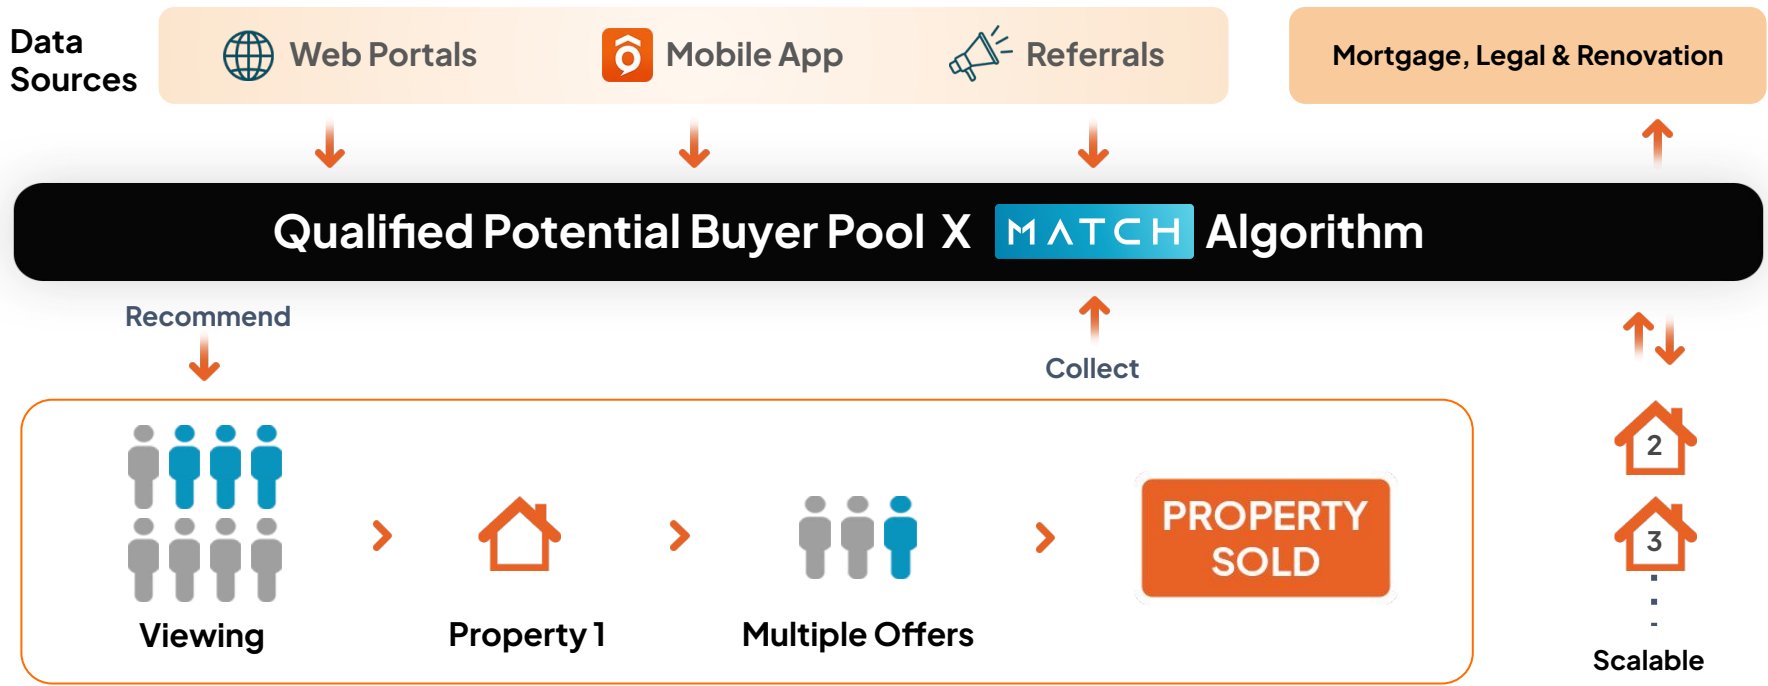 Data
Sources
Web Portals
Mobile App
Referrals
Mortgage, Legal & Renovation
Qualified Potential Buyer Pool X MATCH Algorithm
Recommend
Collect
2
3
PROPERTY
SOLD
Viewing
Property 1
Multiple Offers
Scalable